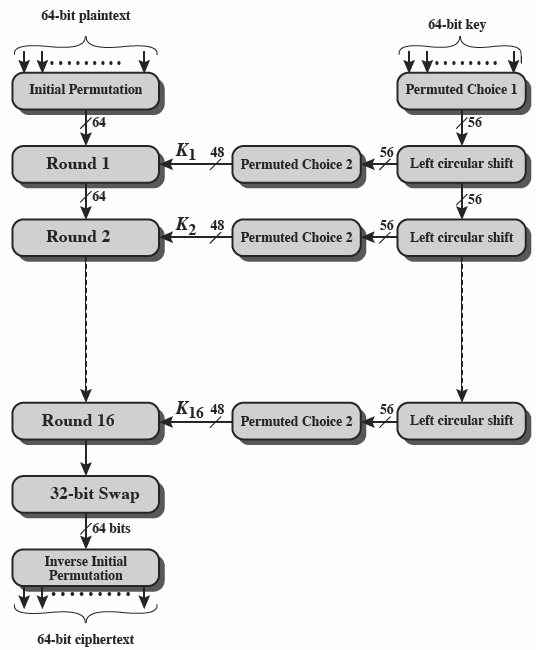 64-bit plaintext
64-bit key
Initial Permutation
Permuted Choice 1
64
56
Round 1
K1
48
Permuted Choice 2
56
Left circular shift
64
56
Round 2
K2
48
Permuted Choice 2
56
Left circular shift
Round 16
K16
48
Permuted Choice 2
56
Left circular shift
32-bit Swap
64 bits
Inverse Initial
Permutation
64-bit ciphertext